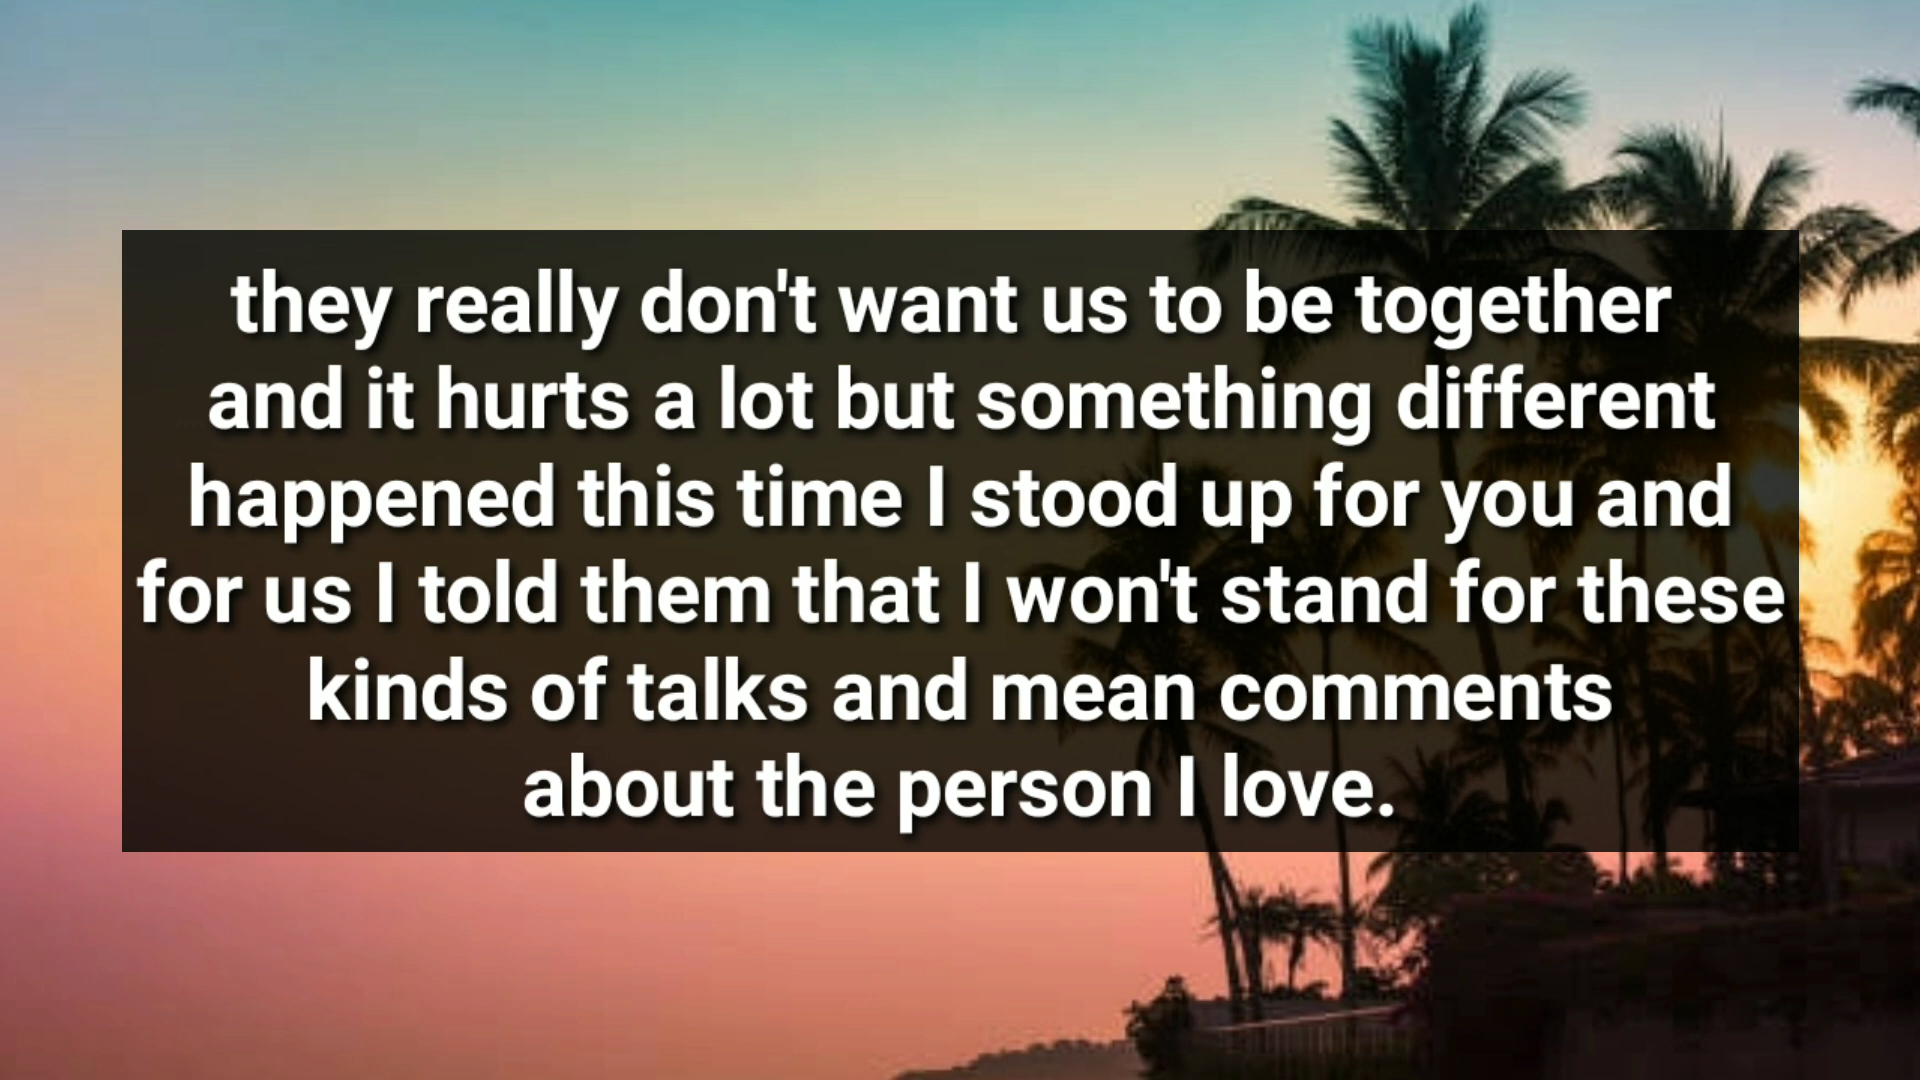 they really don't want us to be together
and it hurts a lot but something different
happened this time I stood up for you and
for us I told them that I won't stand for these
kinds of talks and mean comments
about the person I love.